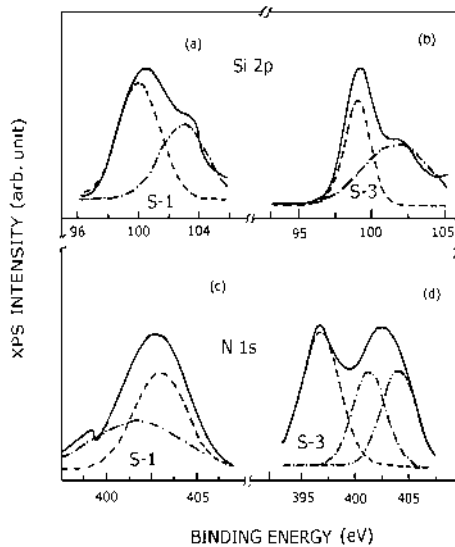 (a)
(b)
Si 2p
S-1
S-3
96 100 104
95 100 105
(c)
(d)
N 1s
S-1
S-3
400 405
395 400 405
XPS INTENSITY (arb. unit)
BINDING ENERGY (eV)